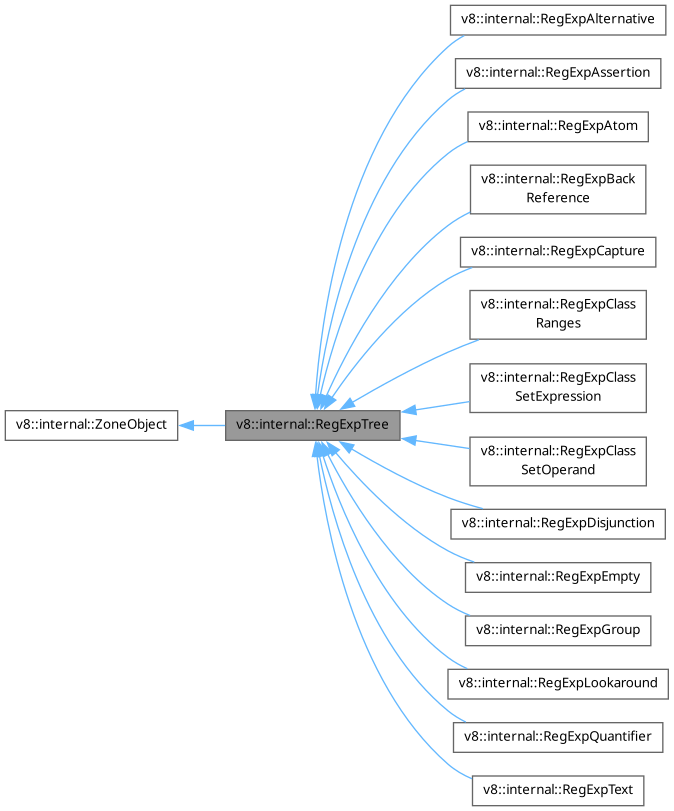 v8::internal::RegExpAlternative
v8::internal::RegExpAssertion
v8::internal::RegExpAtom
v8::internal::RegExpBack
Reference
v8::internal::RegExpCapture
v8::internal::RegExpClass
Ranges
v8::internal::RegExpClass
SetExpression
v8::internal::ZoneObject
v8::internal::RegExpTree
v8::internal::RegExpClass
SetOperand
v8::internal::RegExpDisjunction
v8::internal::RegExpEmpty
v8::internal::RegExpGroup
v8::internal::RegExpLookaround
v8::internal::RegExpQuantifier
v8::internal::RegExpText